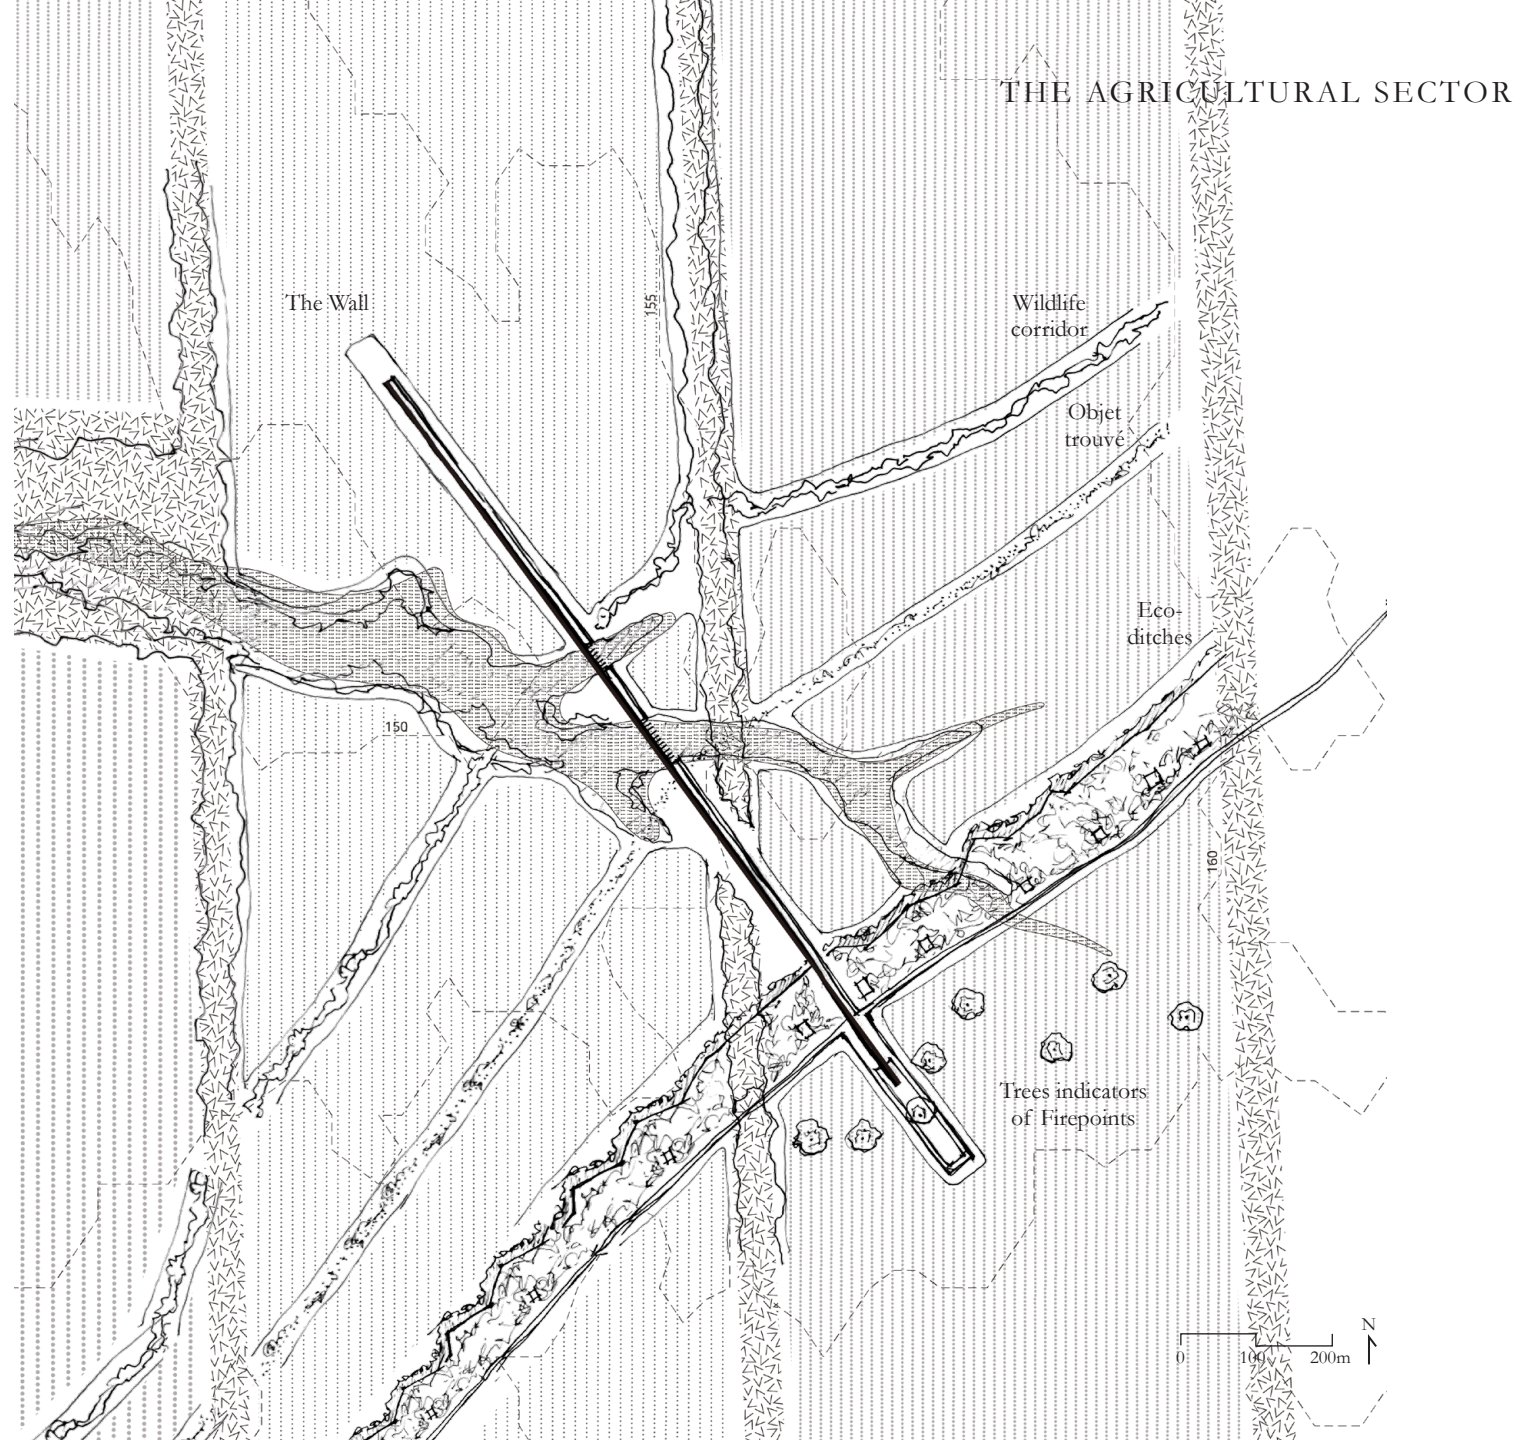 THE AGRICULTURAL SECTOR
The Wall
155
Wildlife
corridor
Objet
trouvé
Eco-
ditches
150
160
Trees indicators
of Firepoints
N
0 100 200m